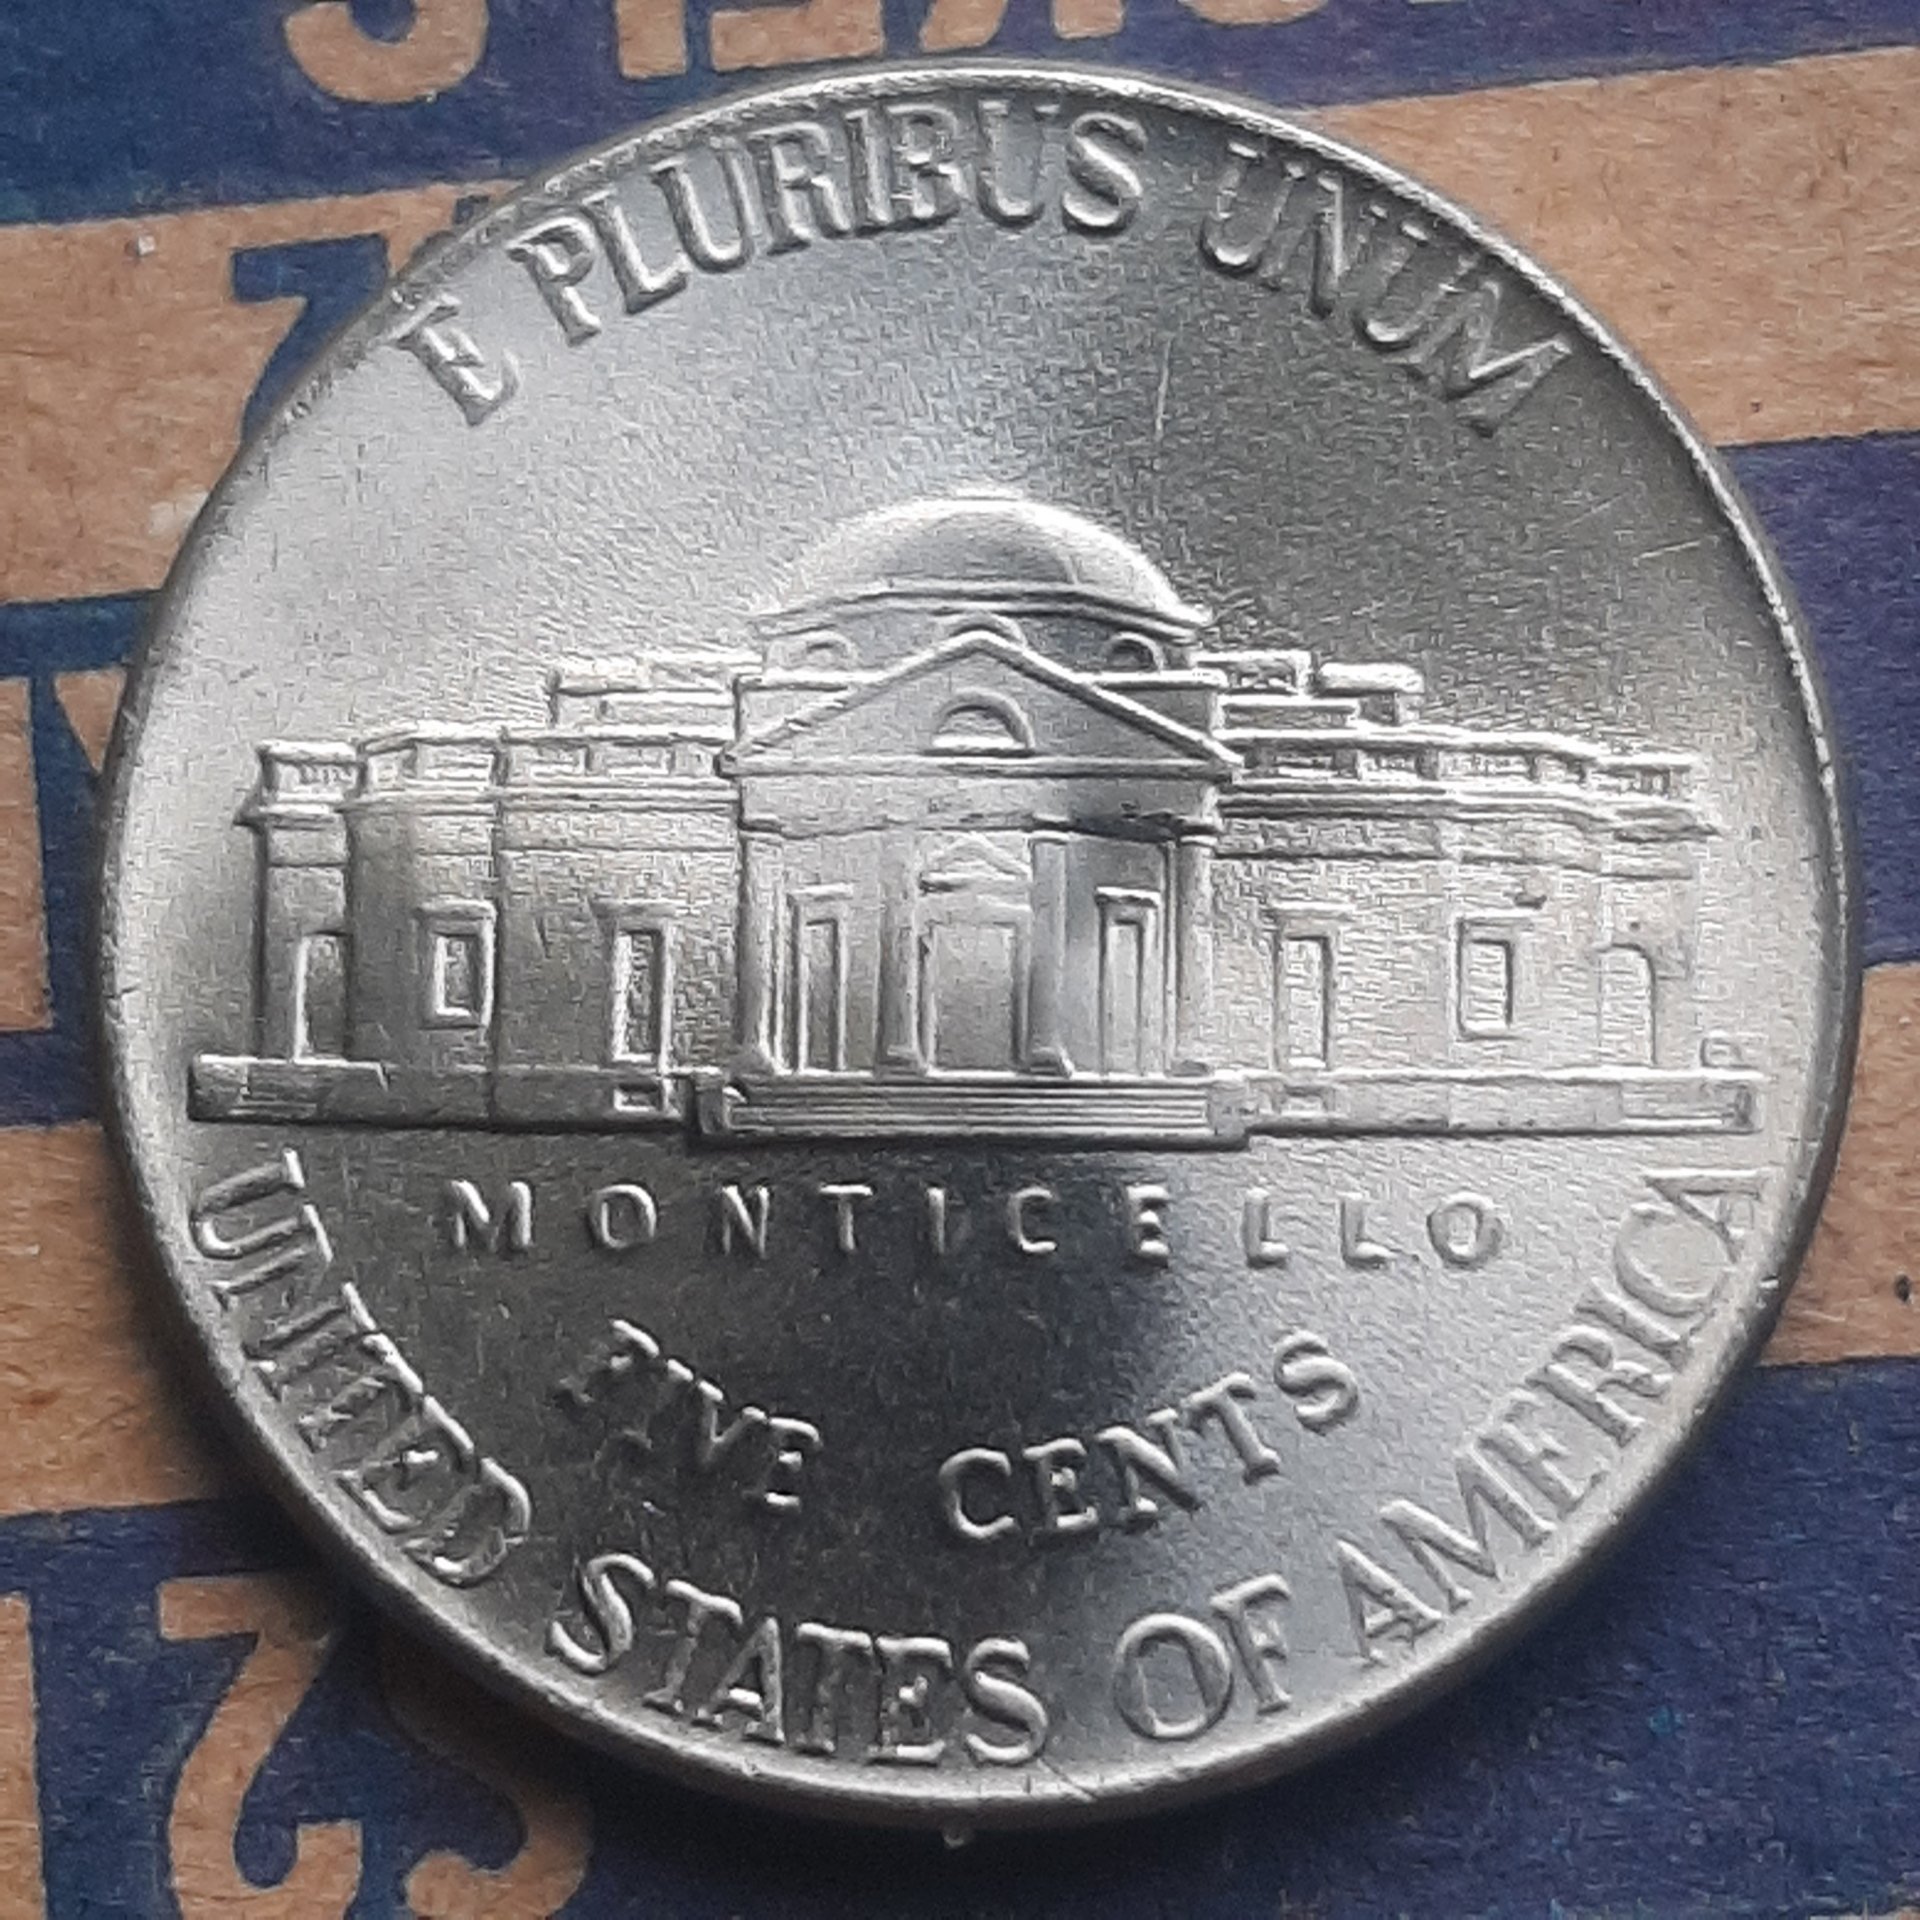 E PLURIBUS UNUM
MONTICELLO
FIVE CENTS
UNITED STATES OF AMERICA